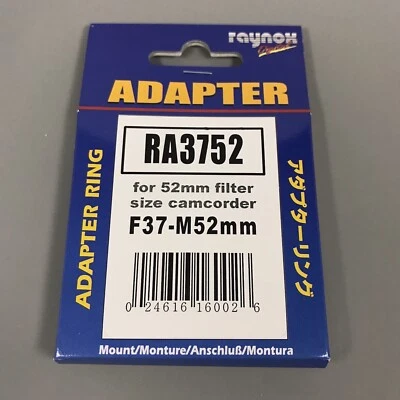 raynox
Digital
ADAPTER
ADAPTER RING
RA3752
for 52mm filter
size camcorder
F37-M52mm
0 24616 16002 6
アダプターリング
Mount/Monture/Anschluß/Montura